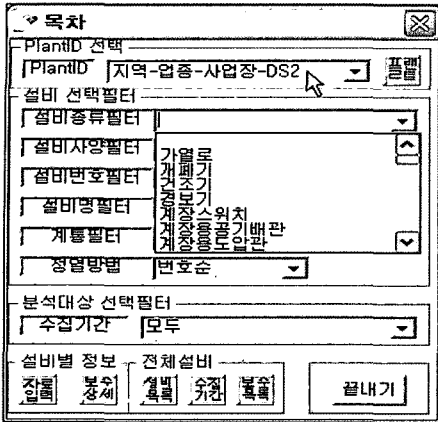 목차
PlantID 선택
PlantID 지역-업종-사업장-DS2
설비 선택필터
설비종류필터
설비사양필터
설비번호필터
설비명필터
계통필터
가열로
개폐기
건조기
경보기
계장스위치
계장용공기배관
계장용도압관
정렬방법 번호순
분석대상 선택필터
수집기간 모두
설비별 정보 전체설비
자료입력 보수상세 설비목록 수집기간 보수목록 끝내기